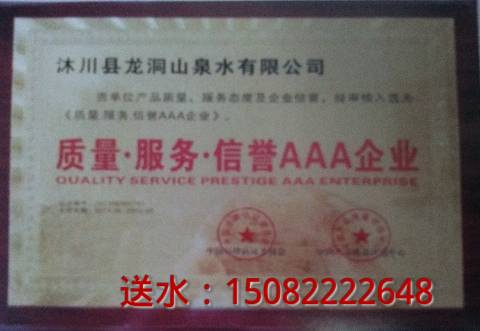 沐川县龙洞山泉水有限公司
贵单位产品质量、服务态度及企业信誉，经审核入选为
《质量.服务.信誉AAA企业》。
质量·服务·信誉AAA企业
QUALITY SERVICE PRESTIGE AAA ENTERPRISE
送水：15082222648